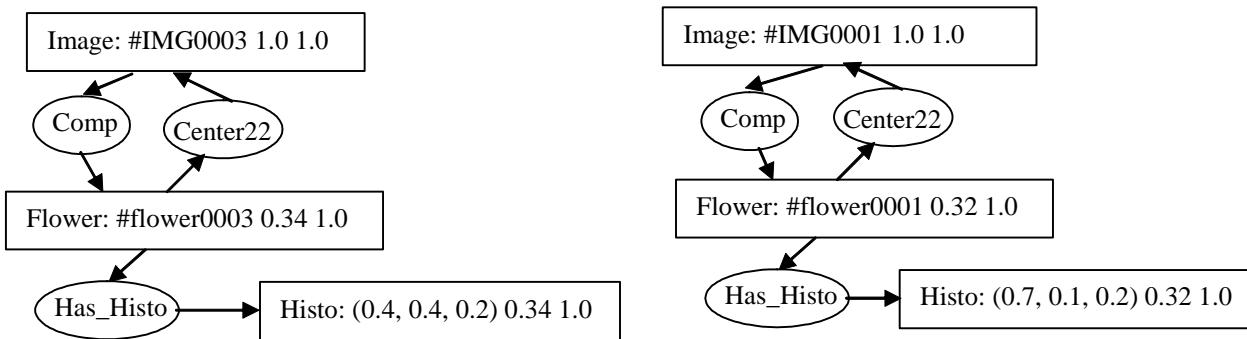 Image: #IMG0003 1.0 1.0
Comp
Center22
Flower: #flower0003 0.34 1.0
Has_Histo
Histo: (0.4, 0.4, 0.2) 0.34 1.0
Image: #IMG0001 1.0 1.0
Comp
Center22
Flower: #flower0001 0.32 1.0
Has_Histo
Histo: (0.7, 0.1, 0.2) 0.32 1.0